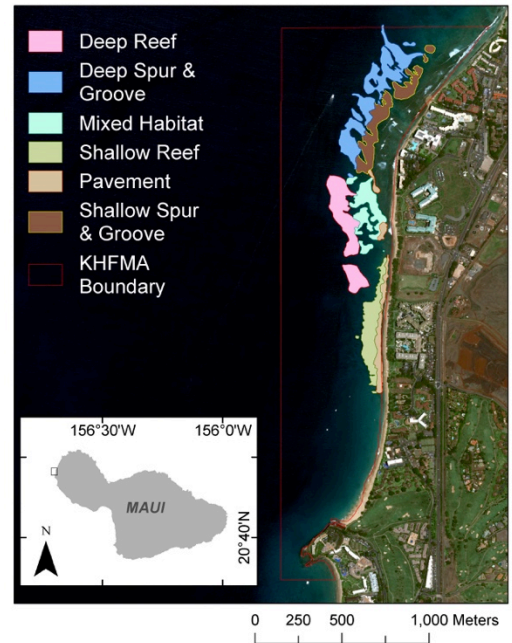 Deep Reef
Deep Spur &
Groove
Mixed Habitat
Shallow Reef
Pavement
Shallow Spur
& Groove
KHFMA
Boundary
156°30'W 156°0'W
MAUI
20°40'N
N
0 250 500 1,000 Meters